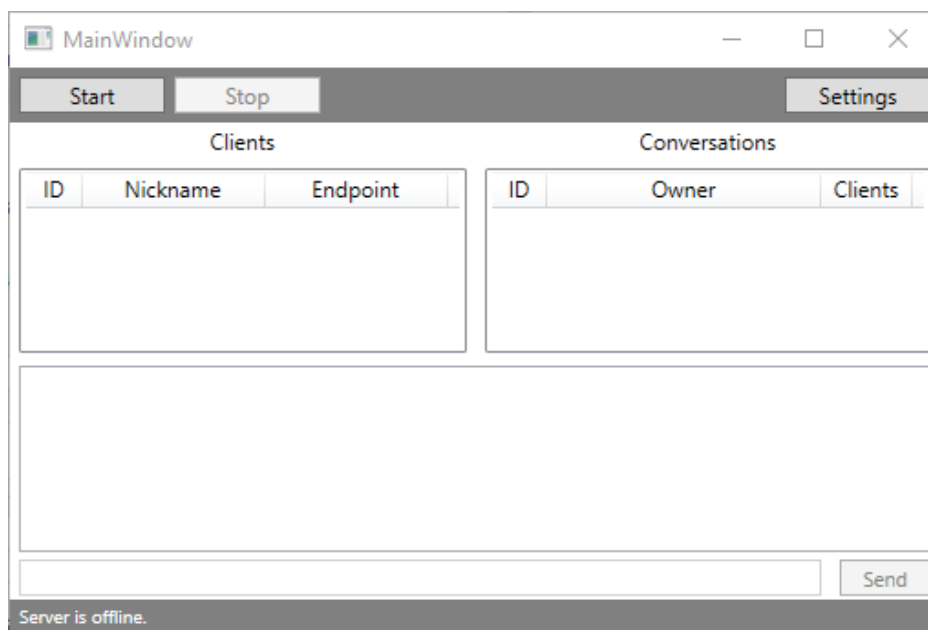 MainWindow
Start Stop Settings
Clients Conversations
ID Nickname Endpoint ID Owner Clients
Send
Server is offline.